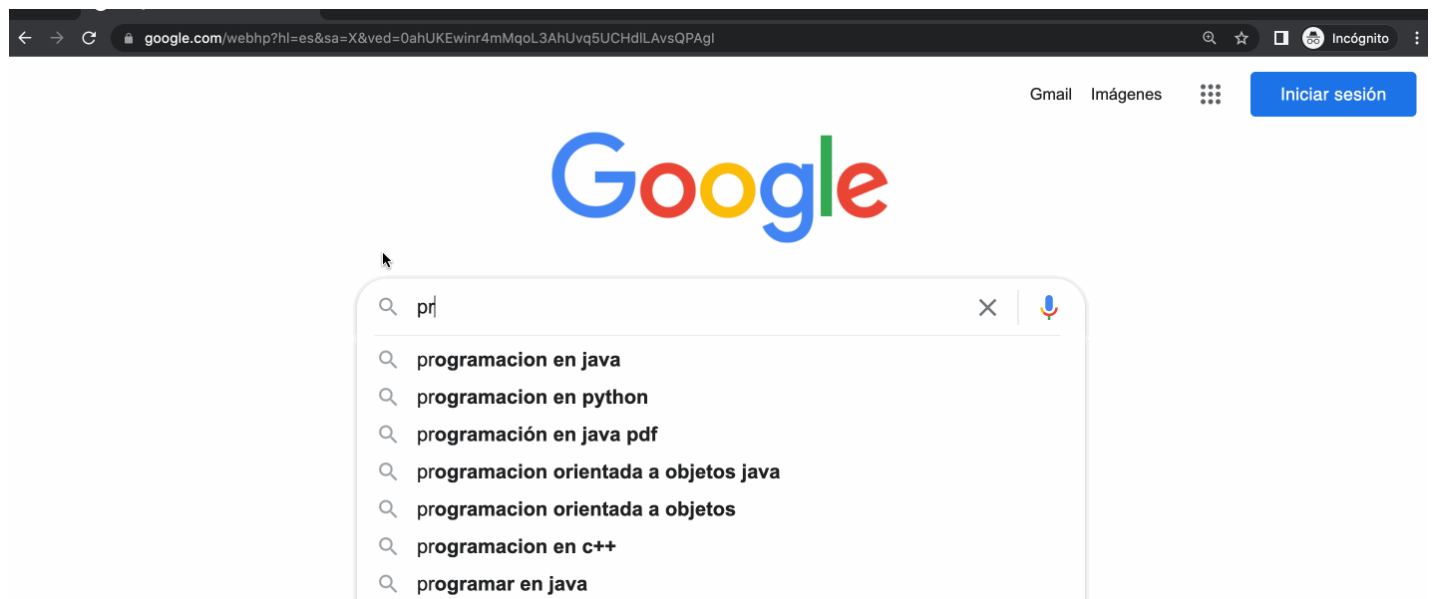 google.com/webhp?hl=es&sa=X&ved=0ahUKEwinr4mMqoL3AhUvq5UCHdlLAvsQPAgI
Incógnito
Gmail Imágenes Iniciar sesión
Google
pr
programacion en java
programacion en python
programación en java pdf
programacion orientada a objetos java
programacion orientada a objetos
programacion en c++
programar en java